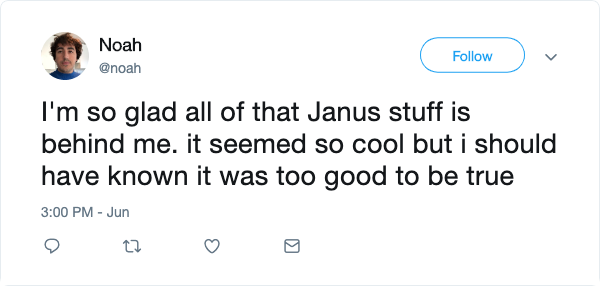 Noah
@noah
Follow
I'm so glad all of that Janus stuff is
behind me. it seemed so cool but i should
have known it was too good to be true
3:00 PM - Jun